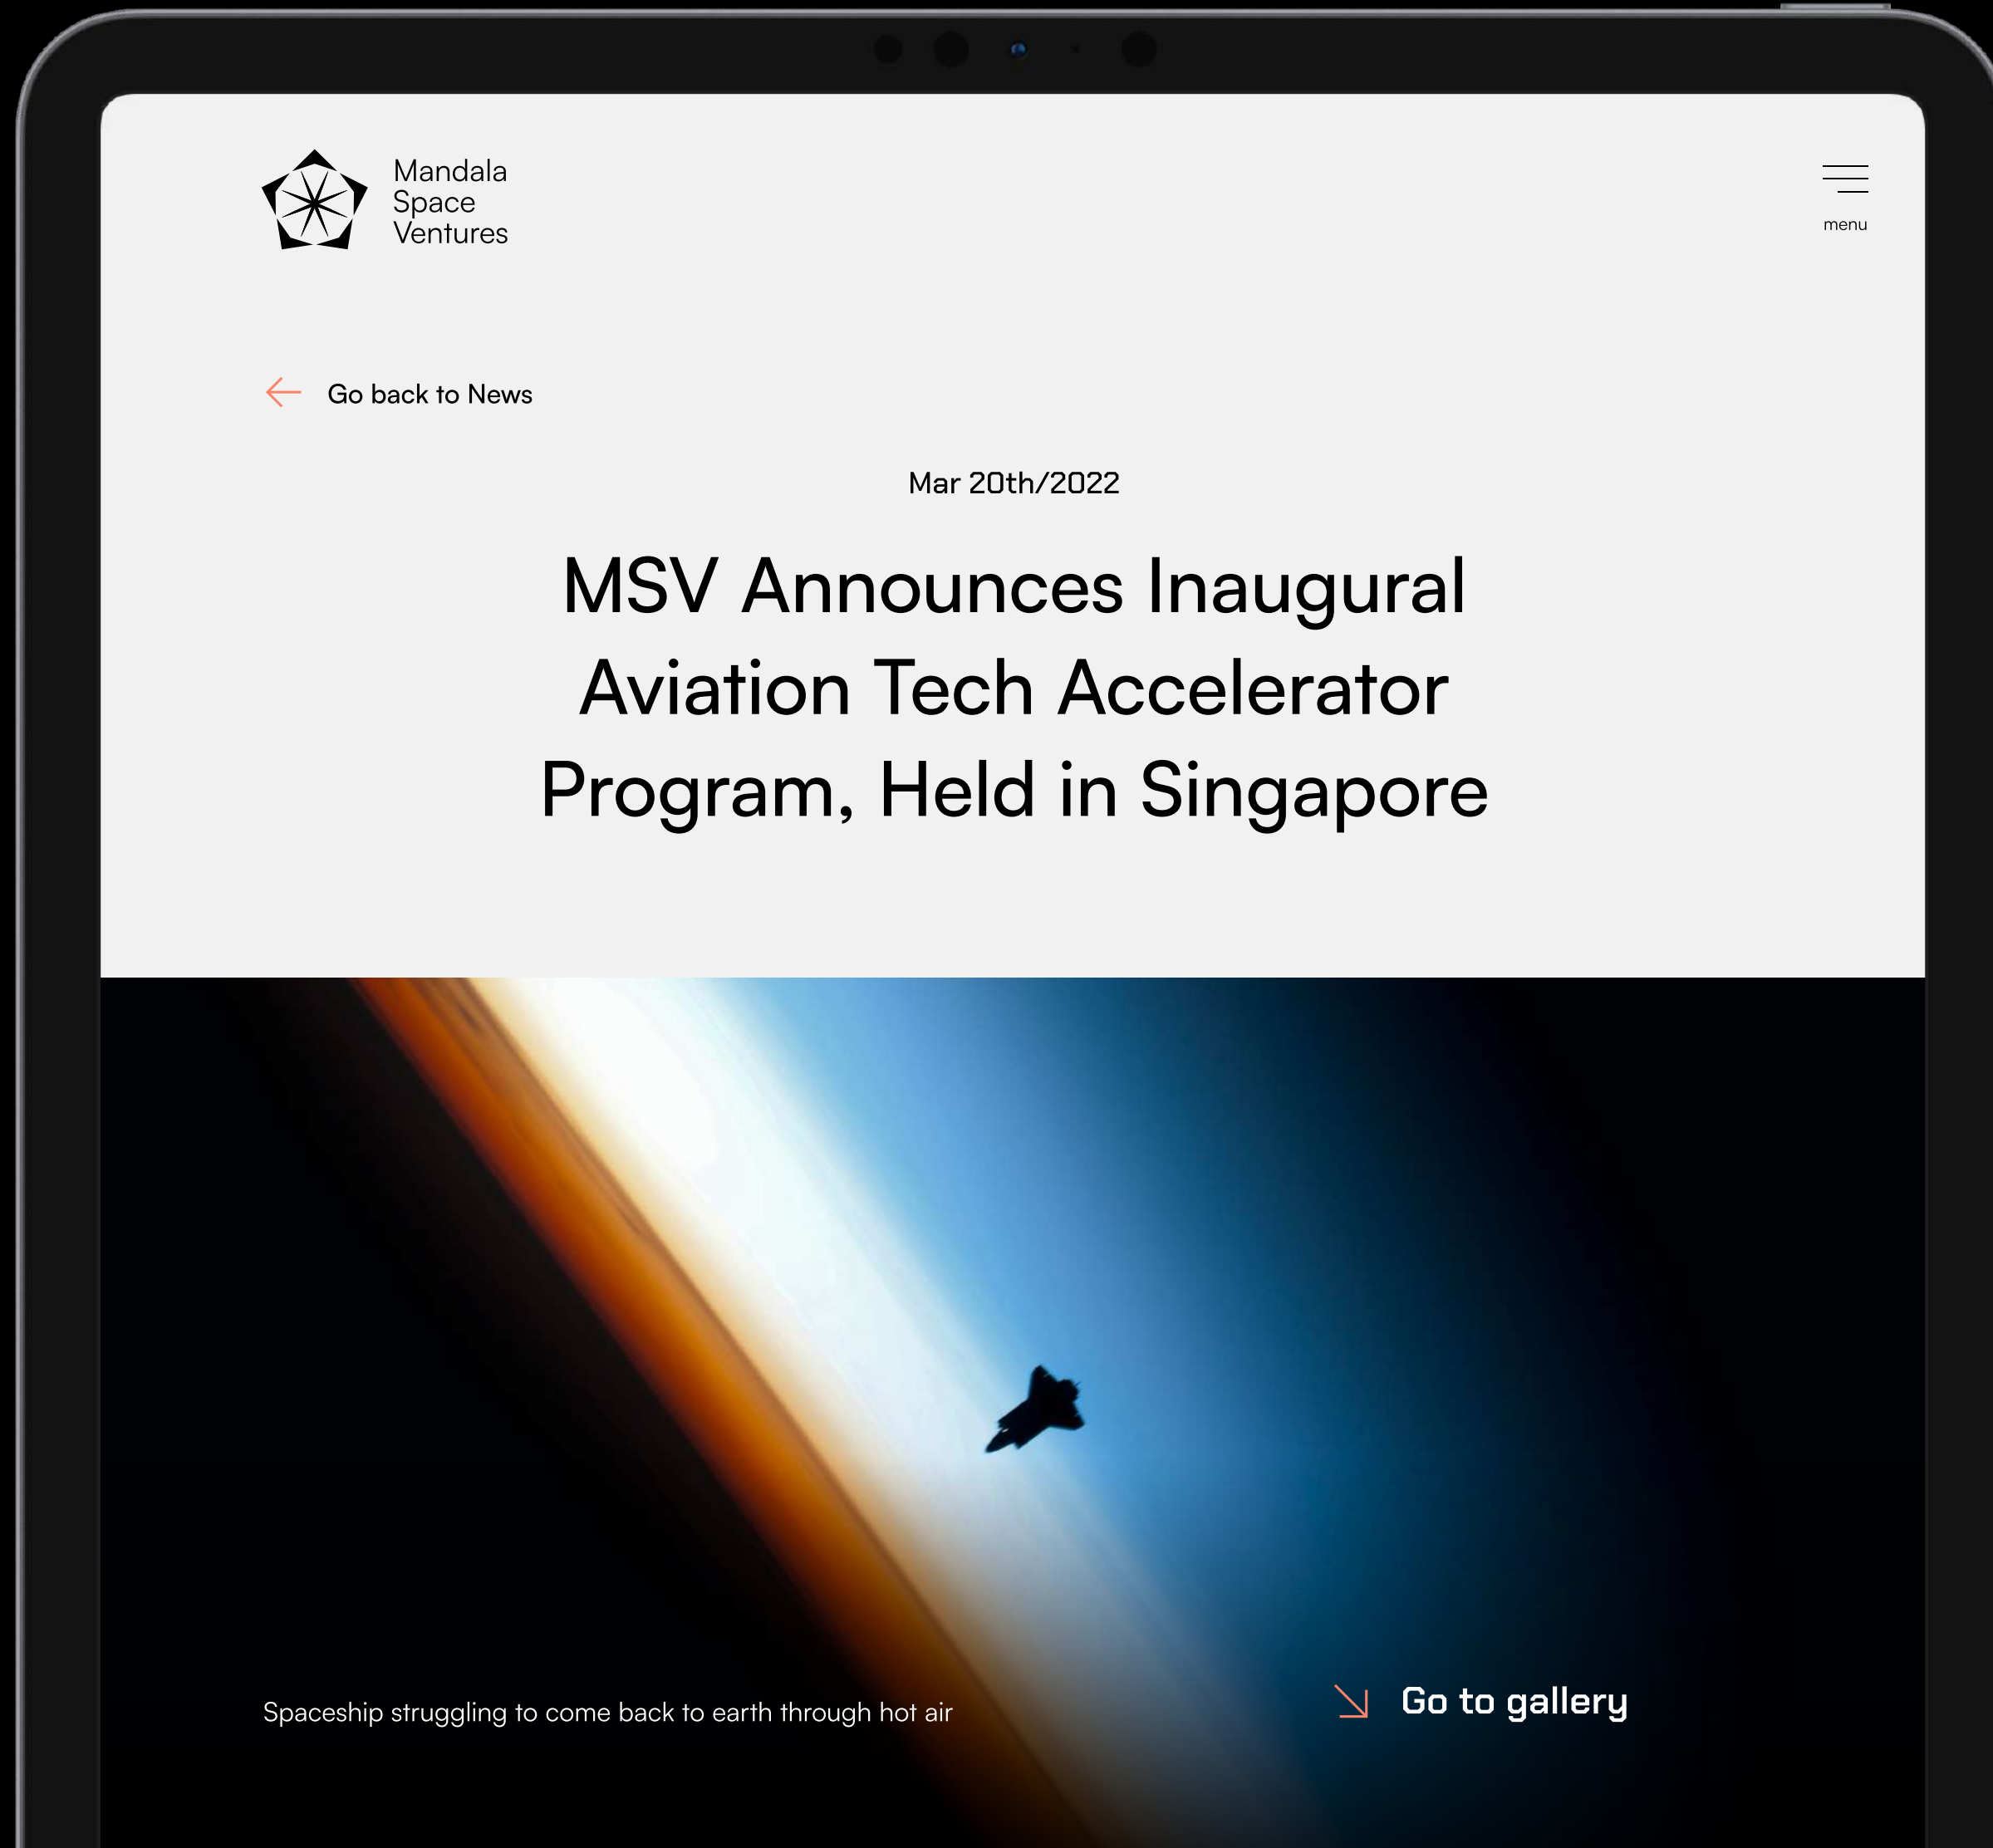 Mandala
Space
Ventures
menu
Go back to News
Mar 20th/2022
MSV Announces Inaugural
Aviation Tech Accelerator
Program, Held in Singapore
Spaceship struggling to come back to earth through hot air
Go to gallery